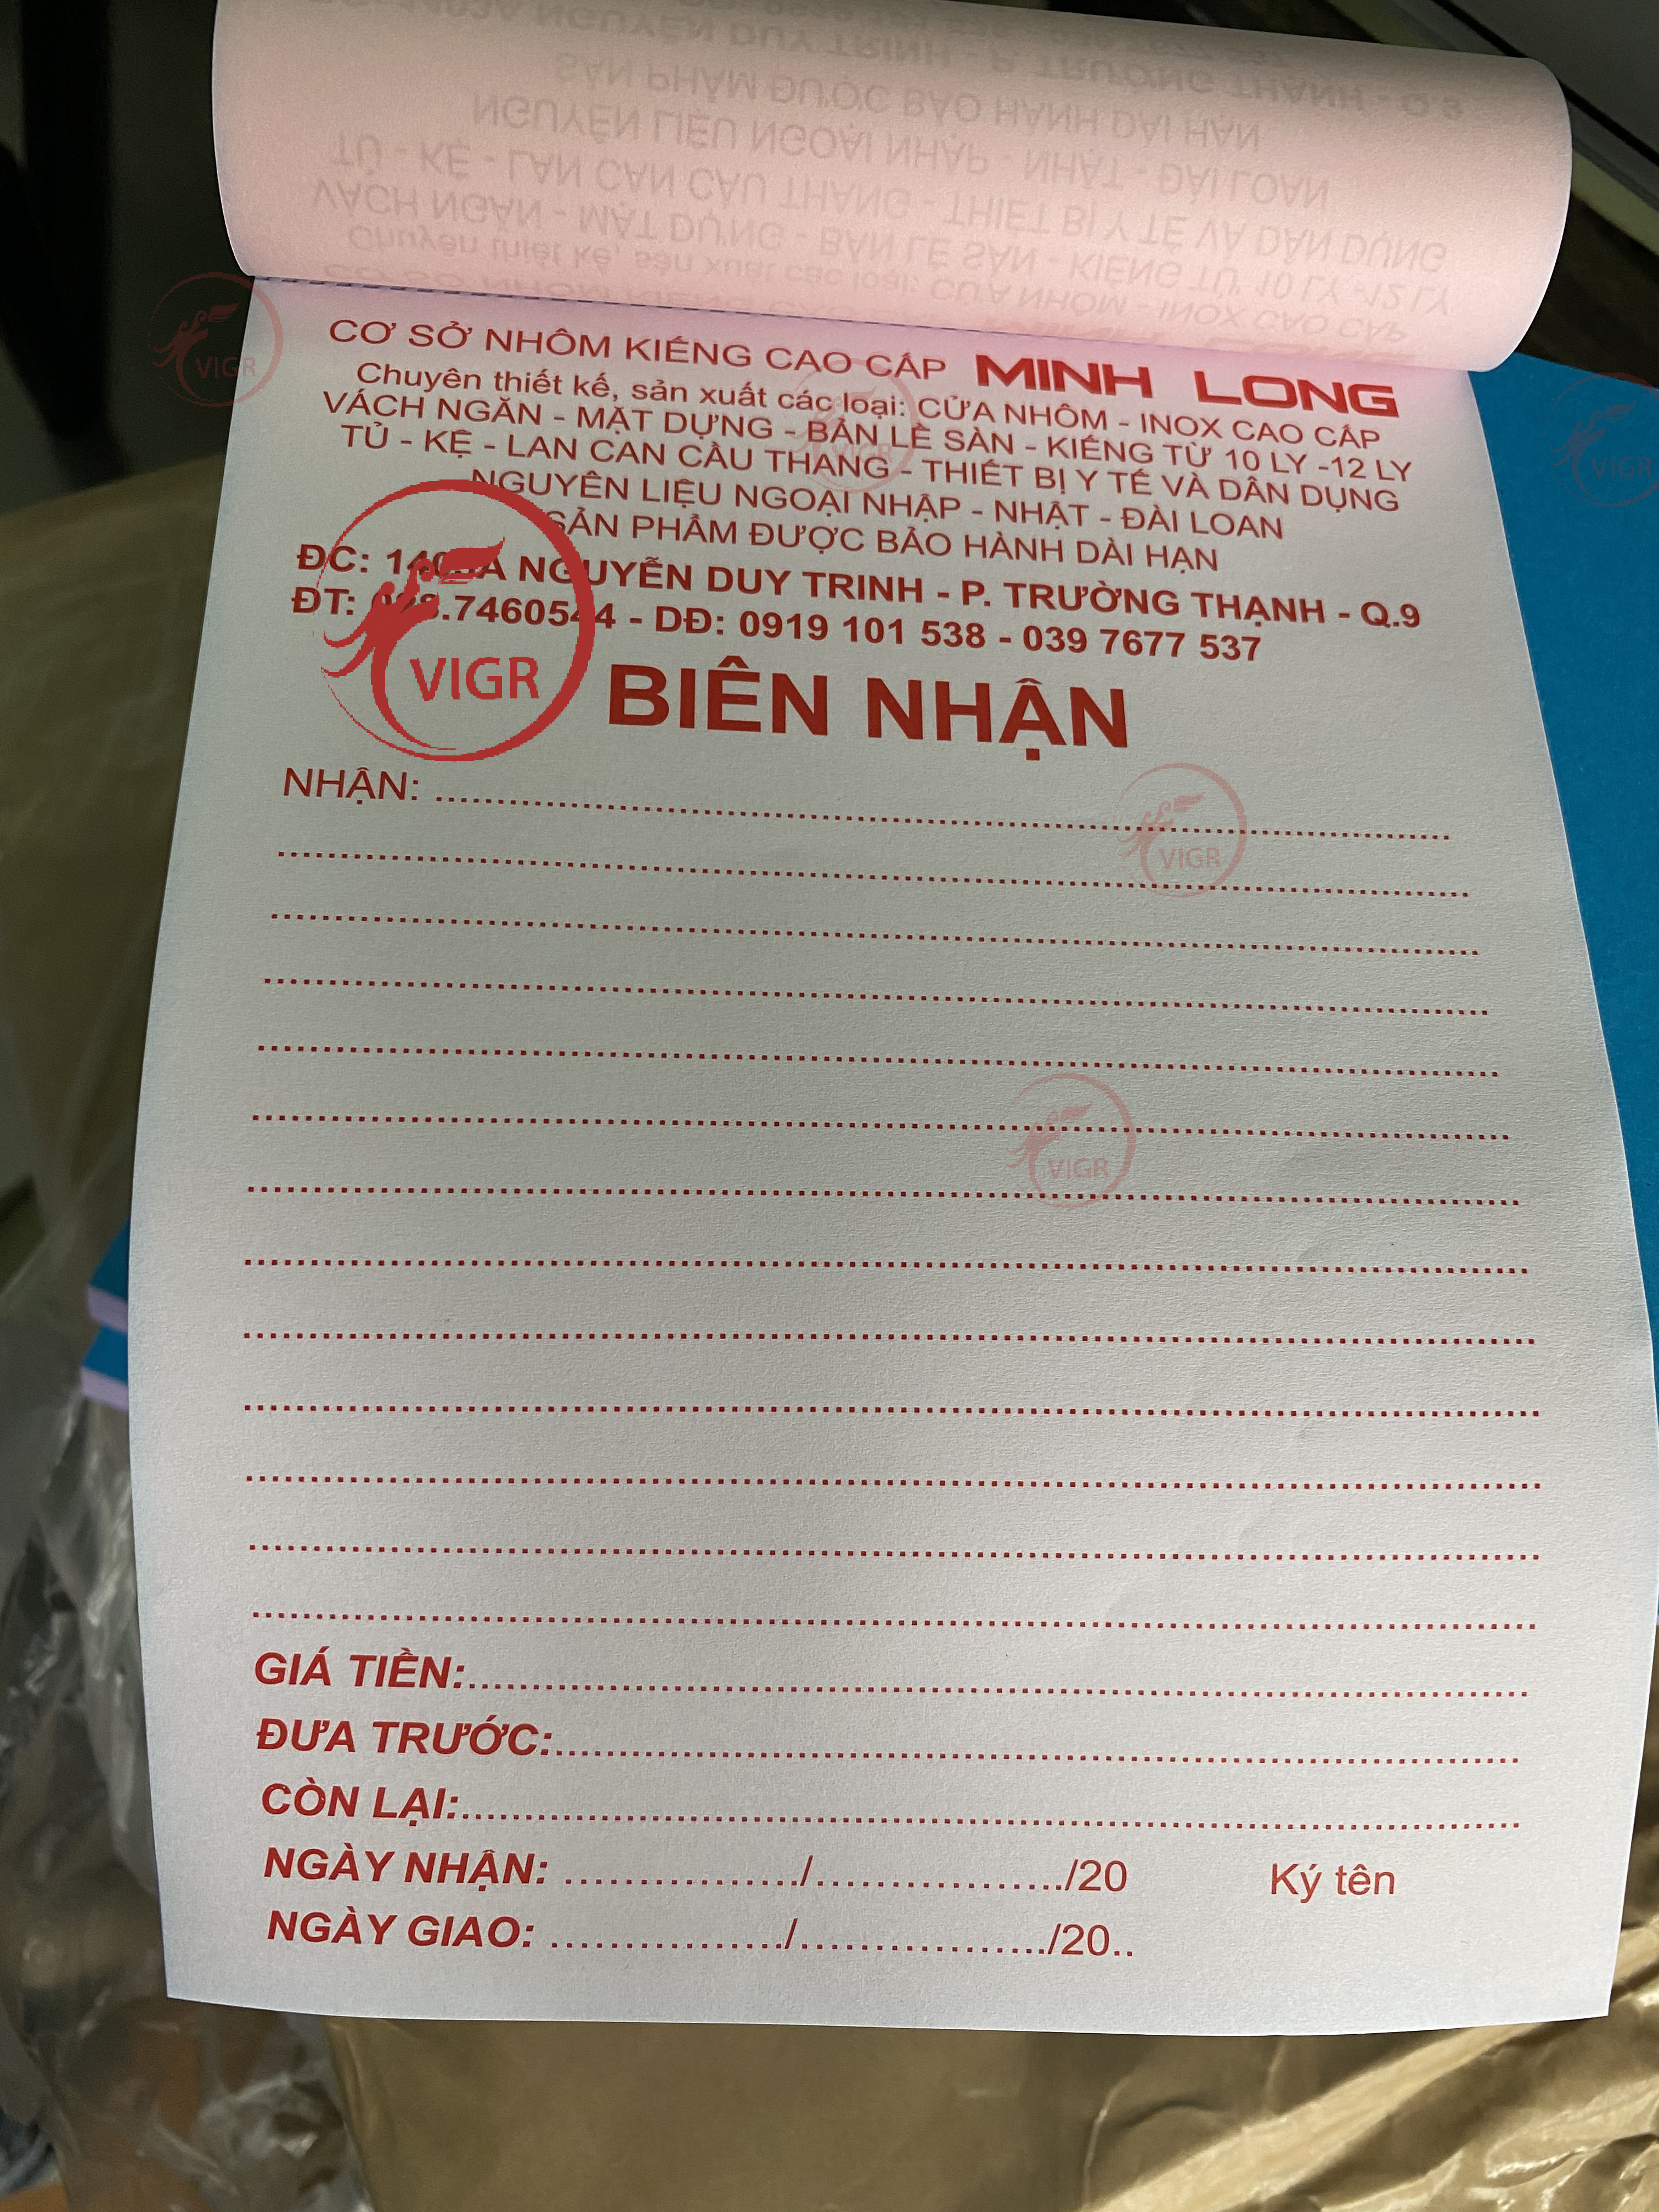 CƠ SỞ NHÔM KIẾNG CAO CẤP MINH LONG
Chuyên thiết kế, sản xuất các loại: CỬA NHÔM - INOX CAO CẤP
VÁCH NGĂN - MẶT DỰNG - BẢN LỀ SÀN - KIẾNG TỪ 10 LY -12 LY
TỦ - KỆ - LAN CAN CẦU THANG - THIẾT BỊ Y TẾ VÀ DÂN DỤNG
NGUYÊN LIỆU NGOẠI NHẬP - NHẬT - ĐÀI LOAN
SẢN PHẨM ĐƯỢC BẢO HÀNH DÀI HẠN
ĐC: NGUYỄN DUY TRINH - P. TRƯỜNG THẠNH - Q.9
ĐT: - DĐ: 0919 101 538 - 039 7677 537
VIGR
BIÊN NHẬN
NHẬN:
GIÁ TIỀN:
ĐƯA TRƯỚC:
CÒN LẠI:
NGÀY NHẬN: ................/................./20 Ký tên
NGÀY GIAO: ................/................./20..